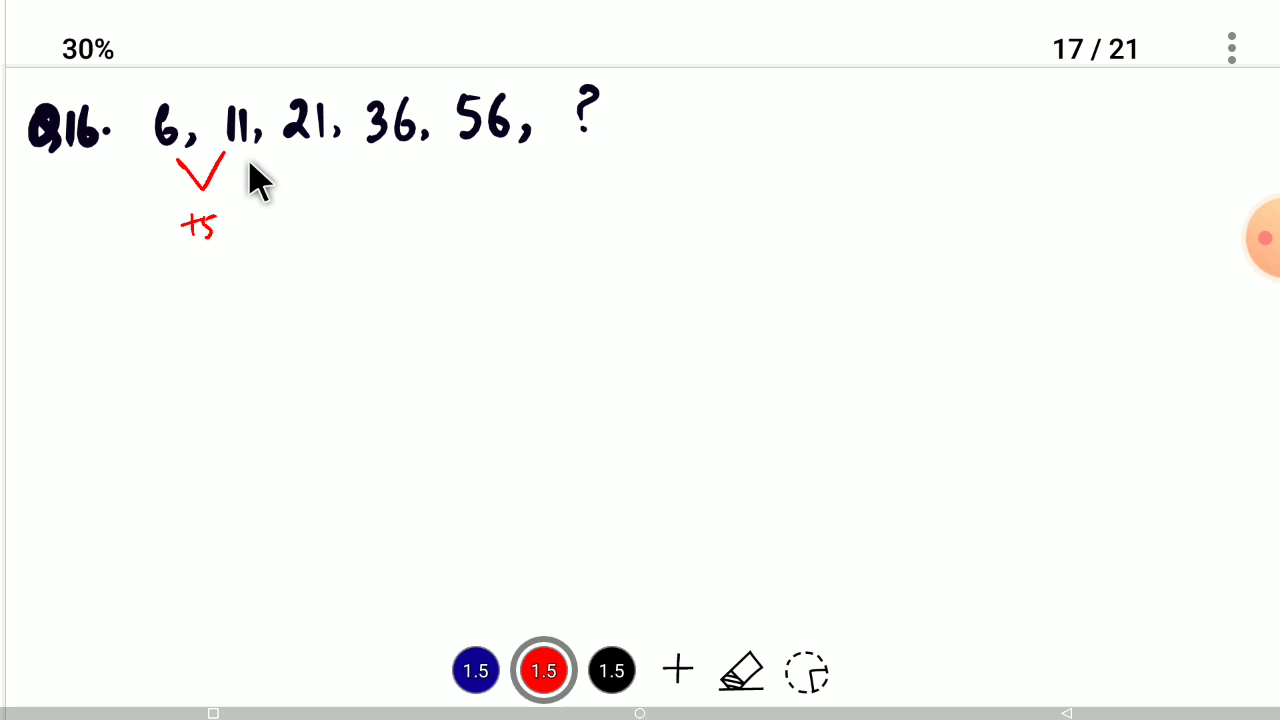 30% 17 / 21
Q16. 6, 11, 21, 36, 56, ?
+5
1.5 1.5 1.5